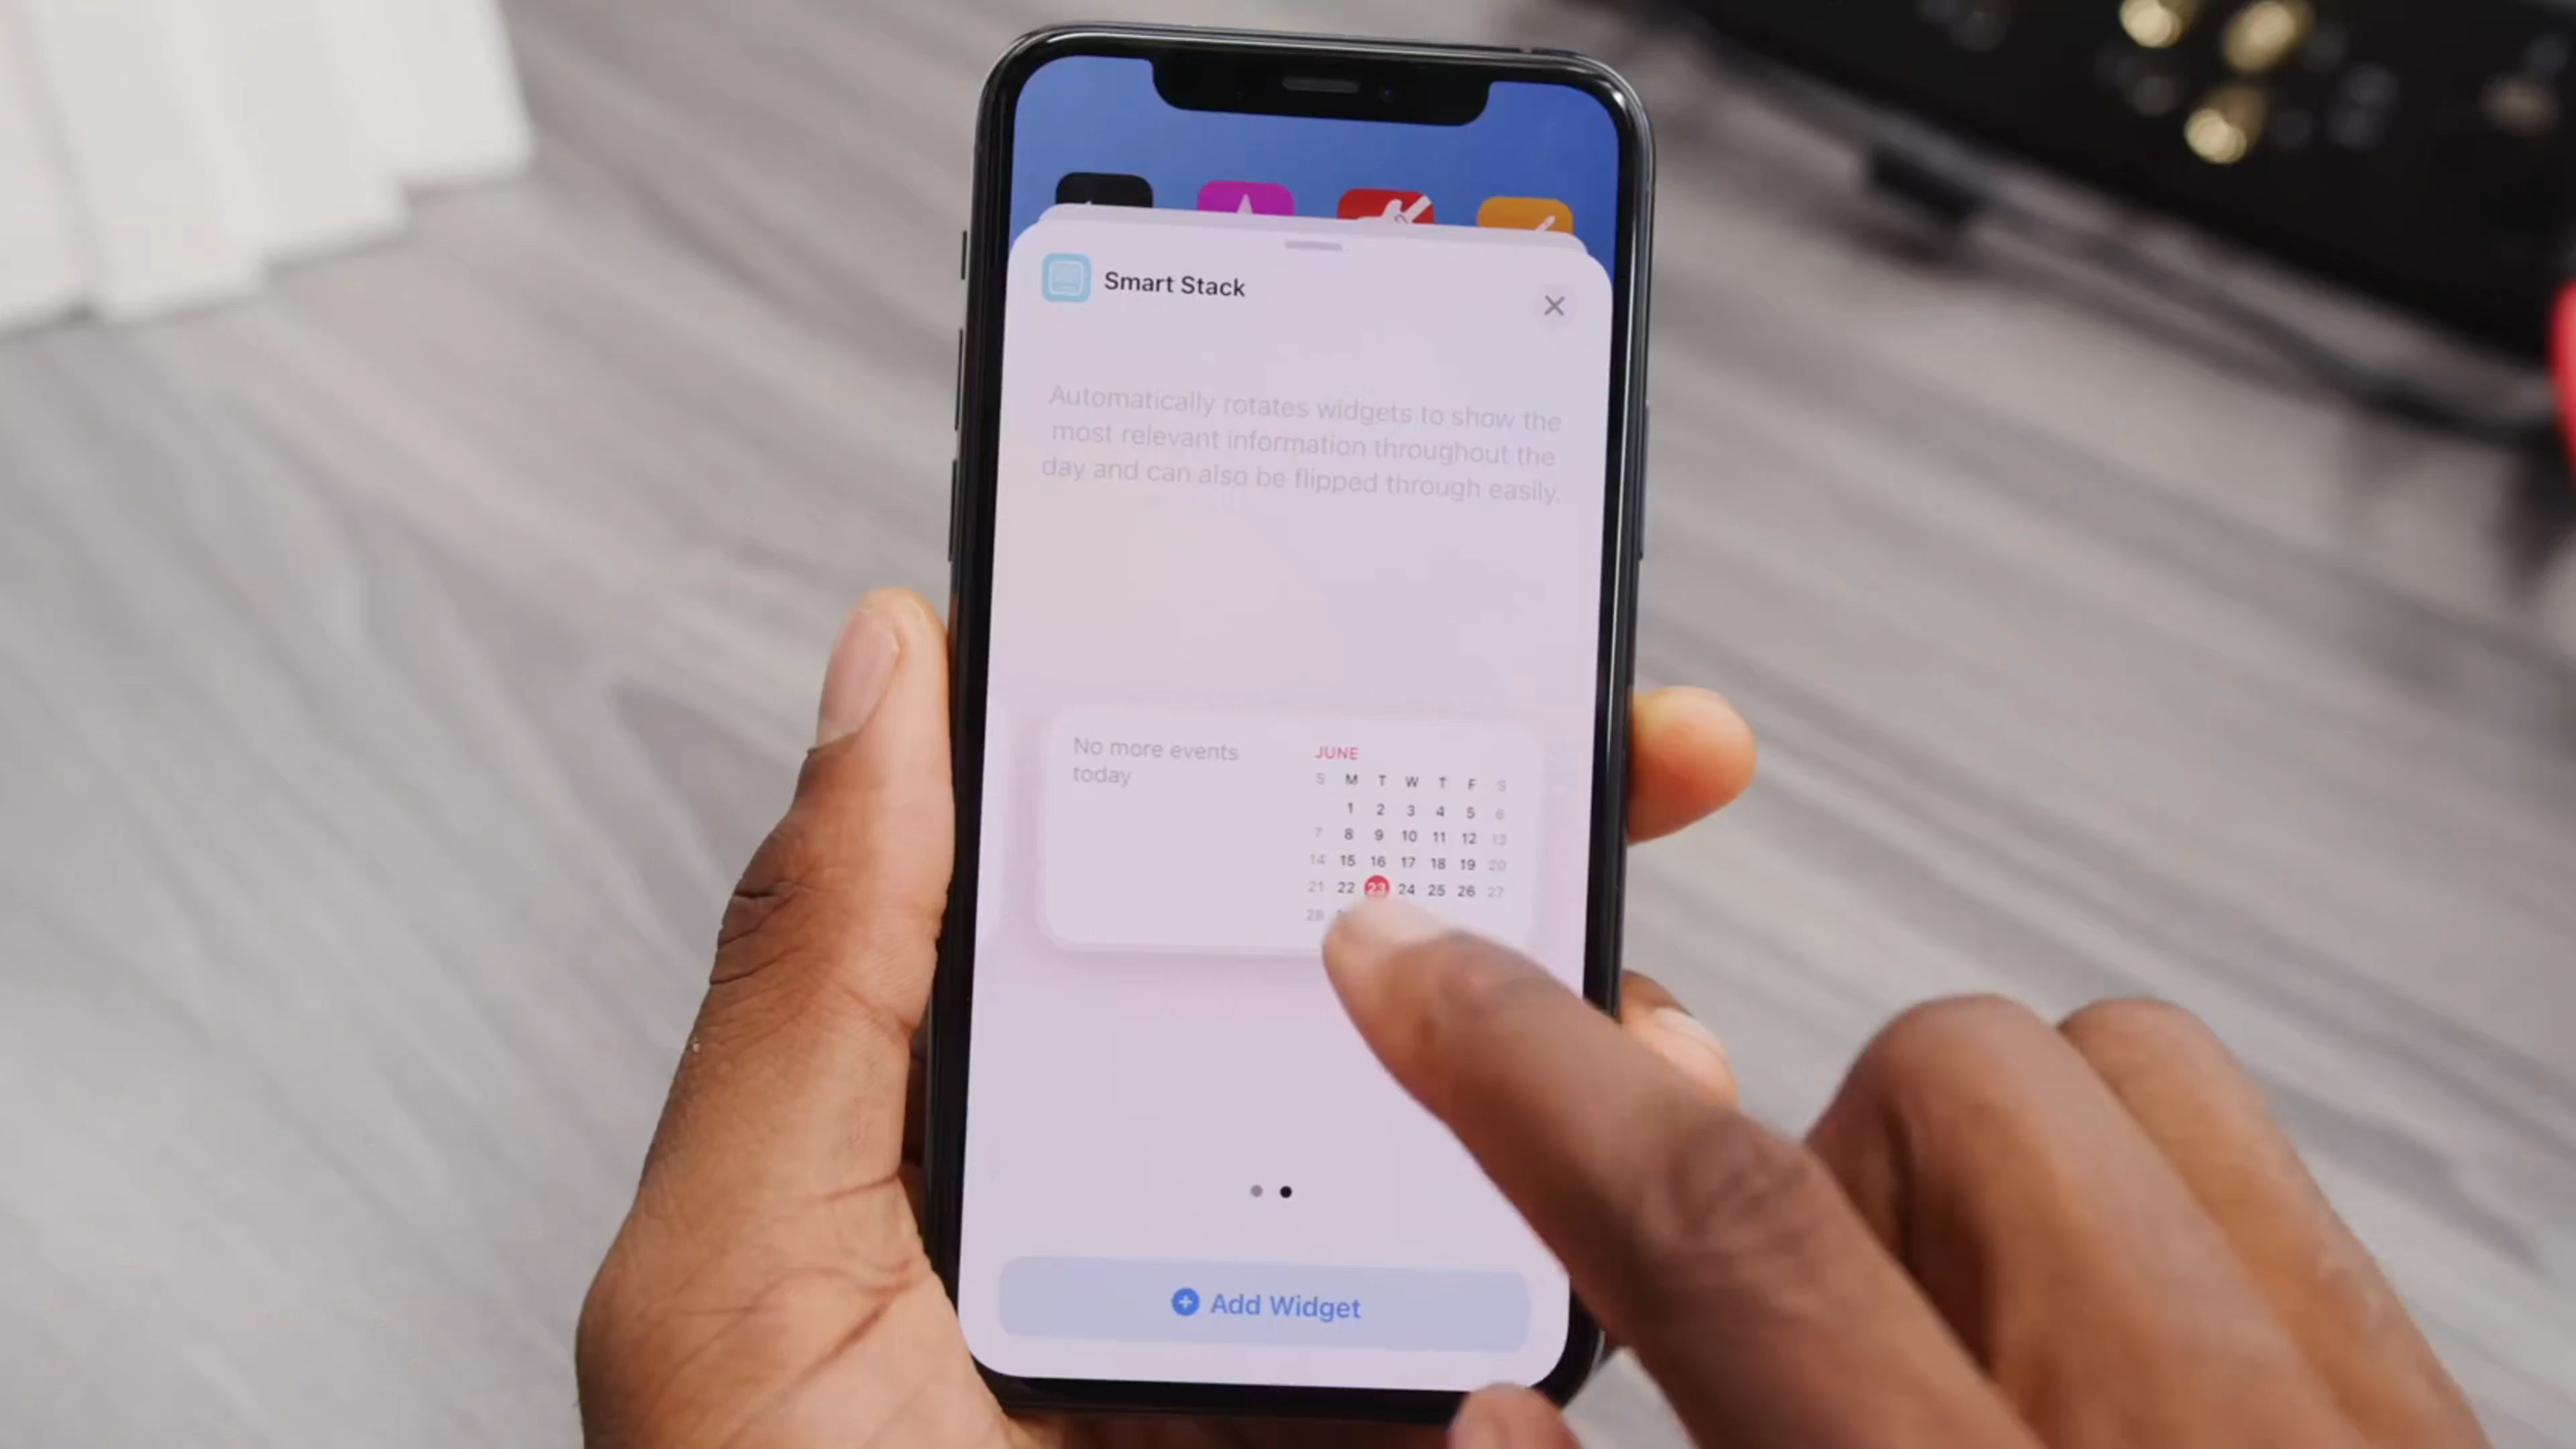 Smart Stack
Automatically rotates widgets to show the
most relevant information throughout the
day and can also be flipped through easily.
No more events
today
JUNE
S M T W T F S
1 2 3 4 5 6
7 8 9 10 11 12 13
14 15 16 17 18 19 20
21 22 23 24 25 26 27
28
Add Widget